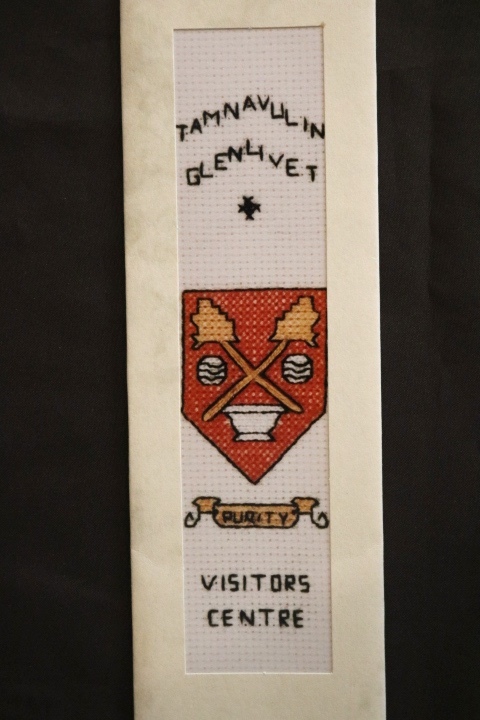 TAMNAVULIN
GLENLIVET
PURITY
VISITORS
CENTRE